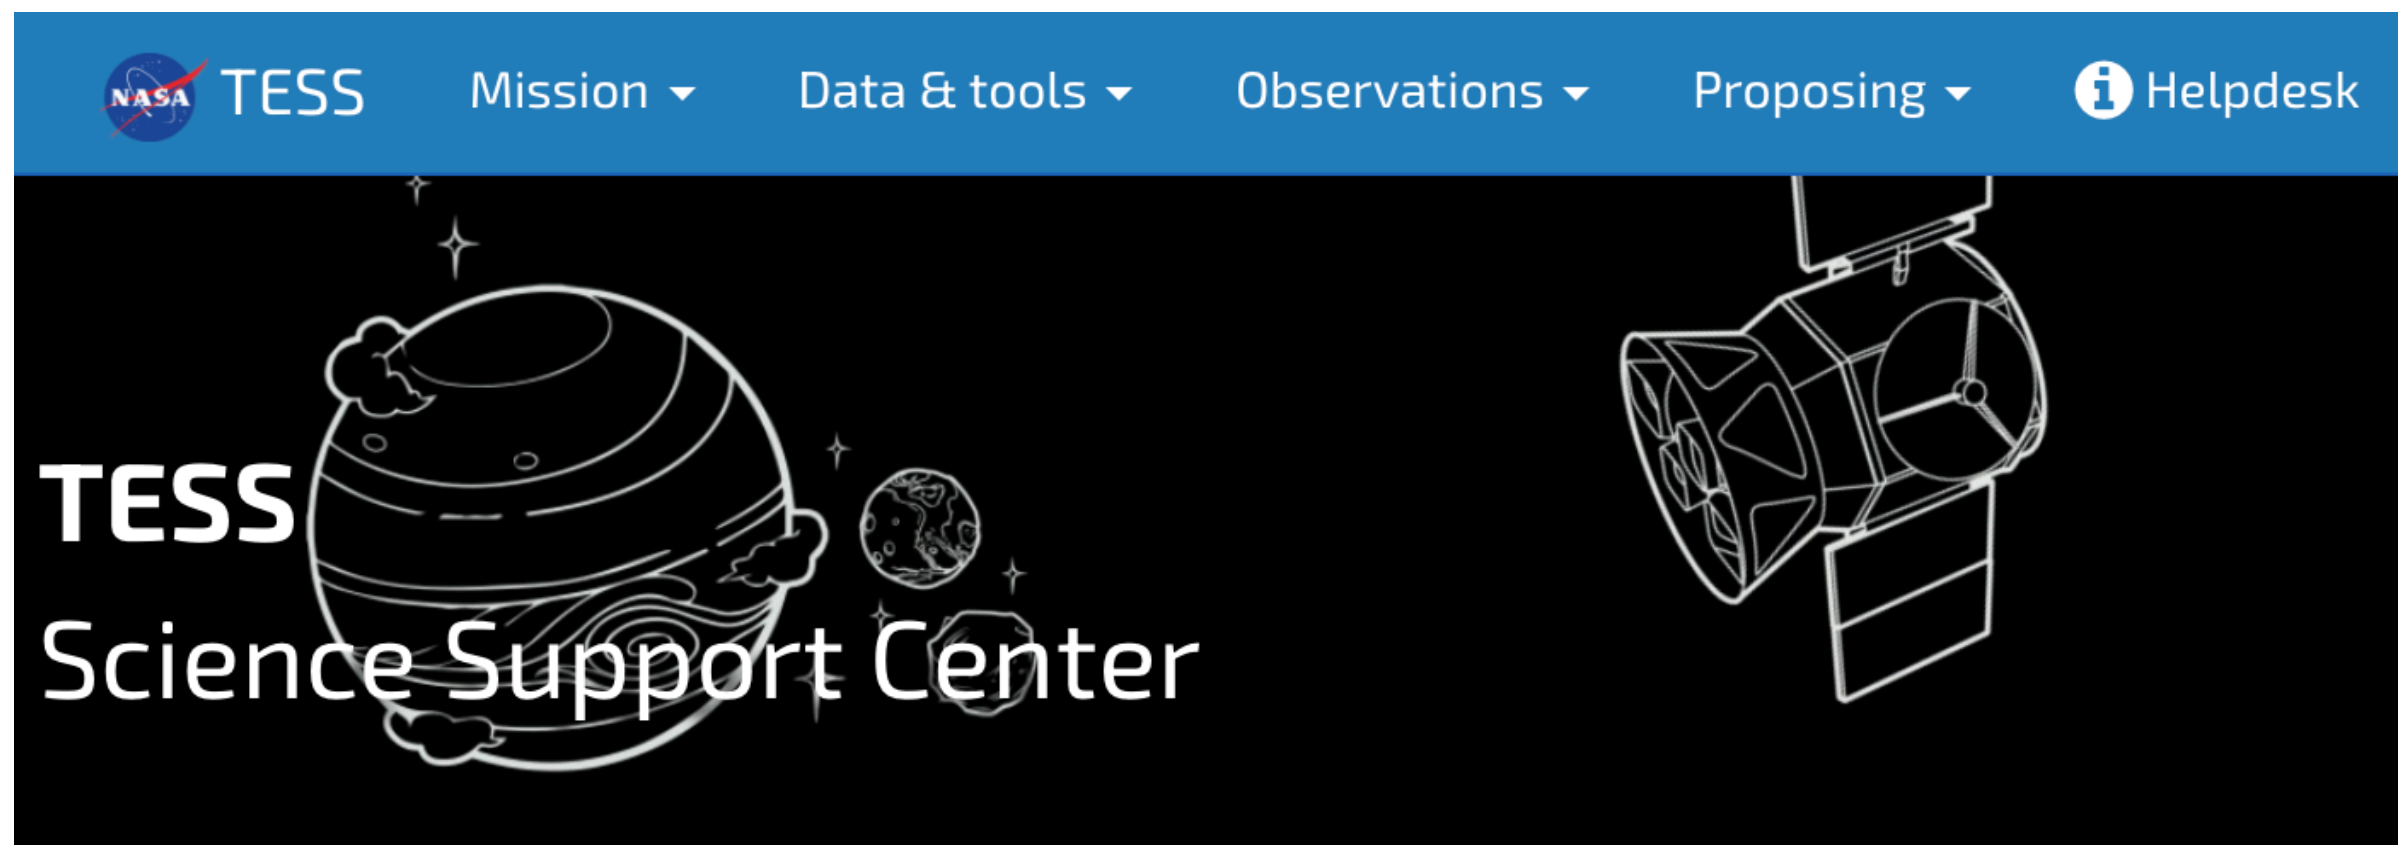 NASA TESS Mission Data & tools Observations Proposing Helpdesk
TESS
Science Support Center